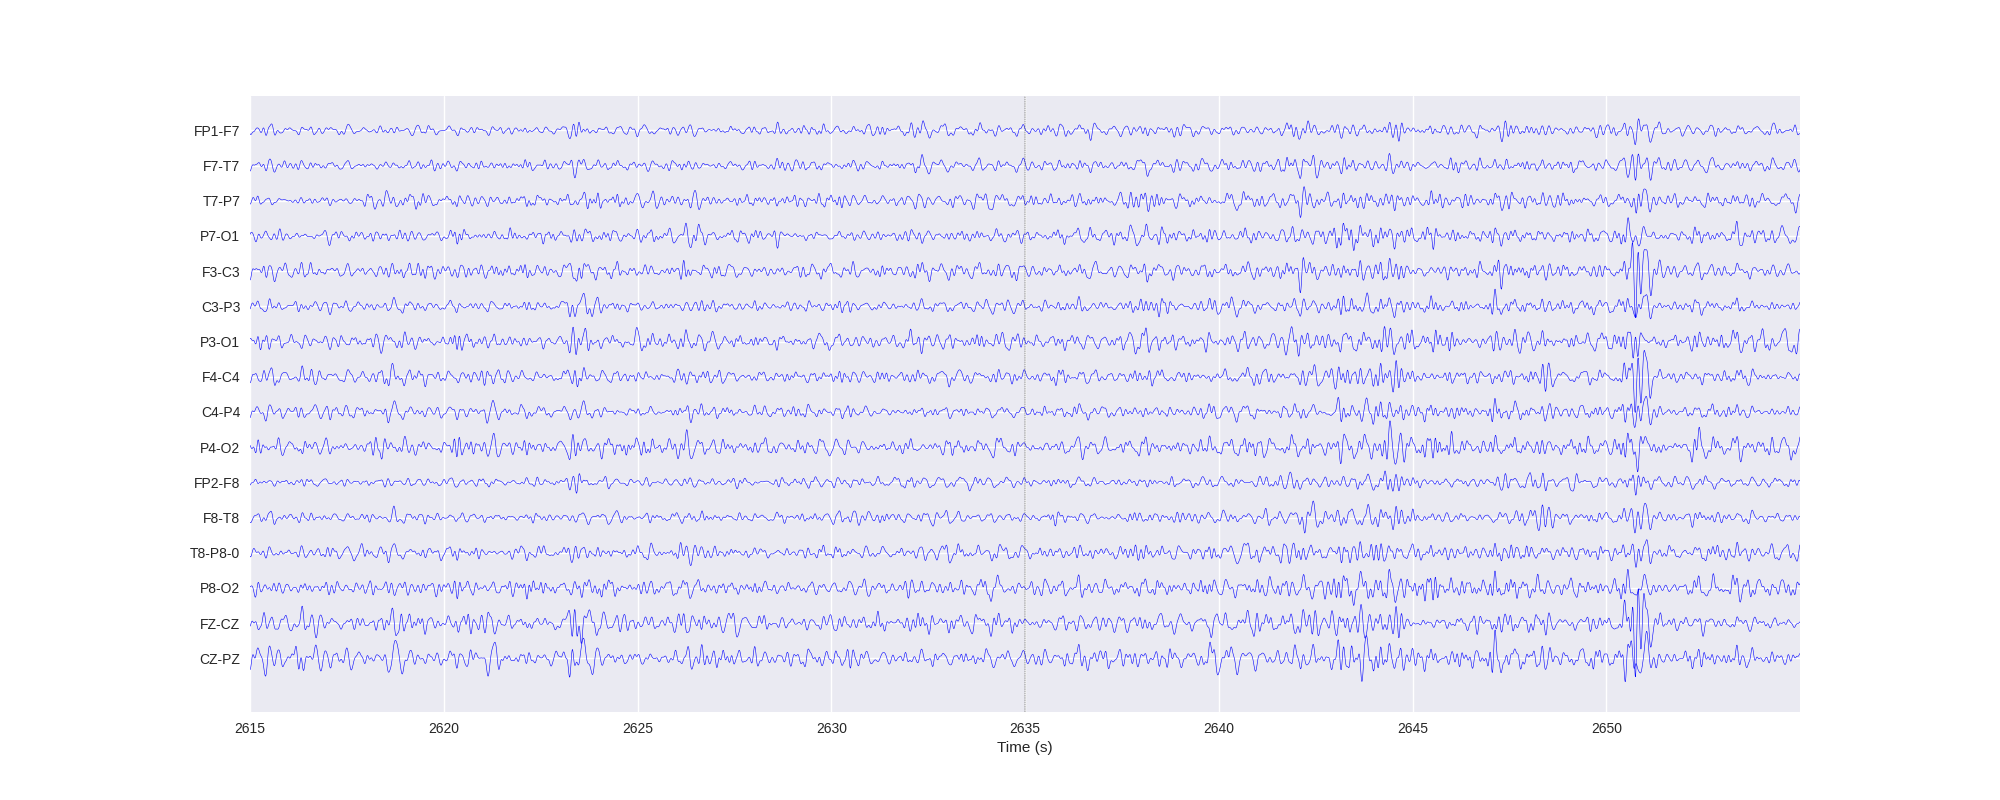 FP1-F7
F7-T7
T7-P7
P7-O1
F3-C3
C3-P3
P3-O1
F4-C4
C4-P4
P4-O2
FP2-F8
F8-T8
T8-P8-0
P8-O2
FZ-CZ
CZ-PZ
2615 2620 2625 2630 2635 2640 2645 2650
Time (s)